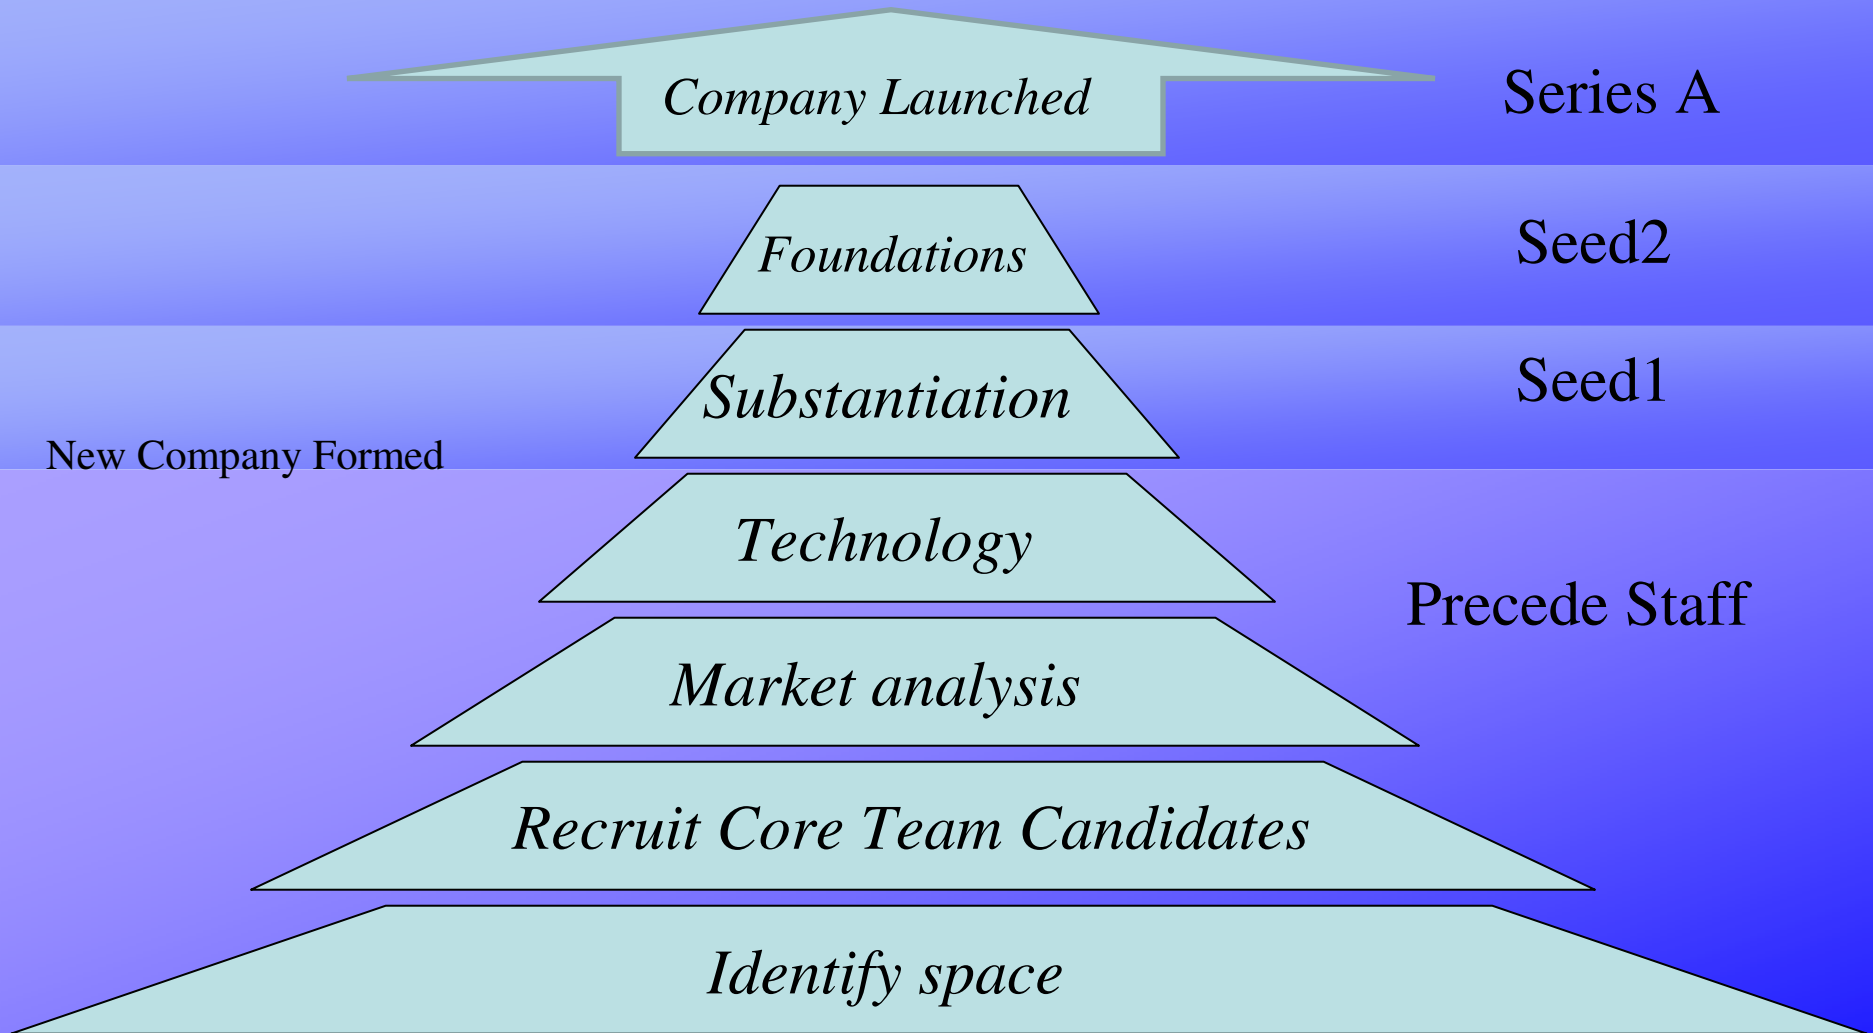 Company Launched
Series A
Foundations
Seed2
Substantiation
Seed1
New Company Formed
Technology
Precede Staff
Market analysis
Recruit Core Team Candidates
Identify space